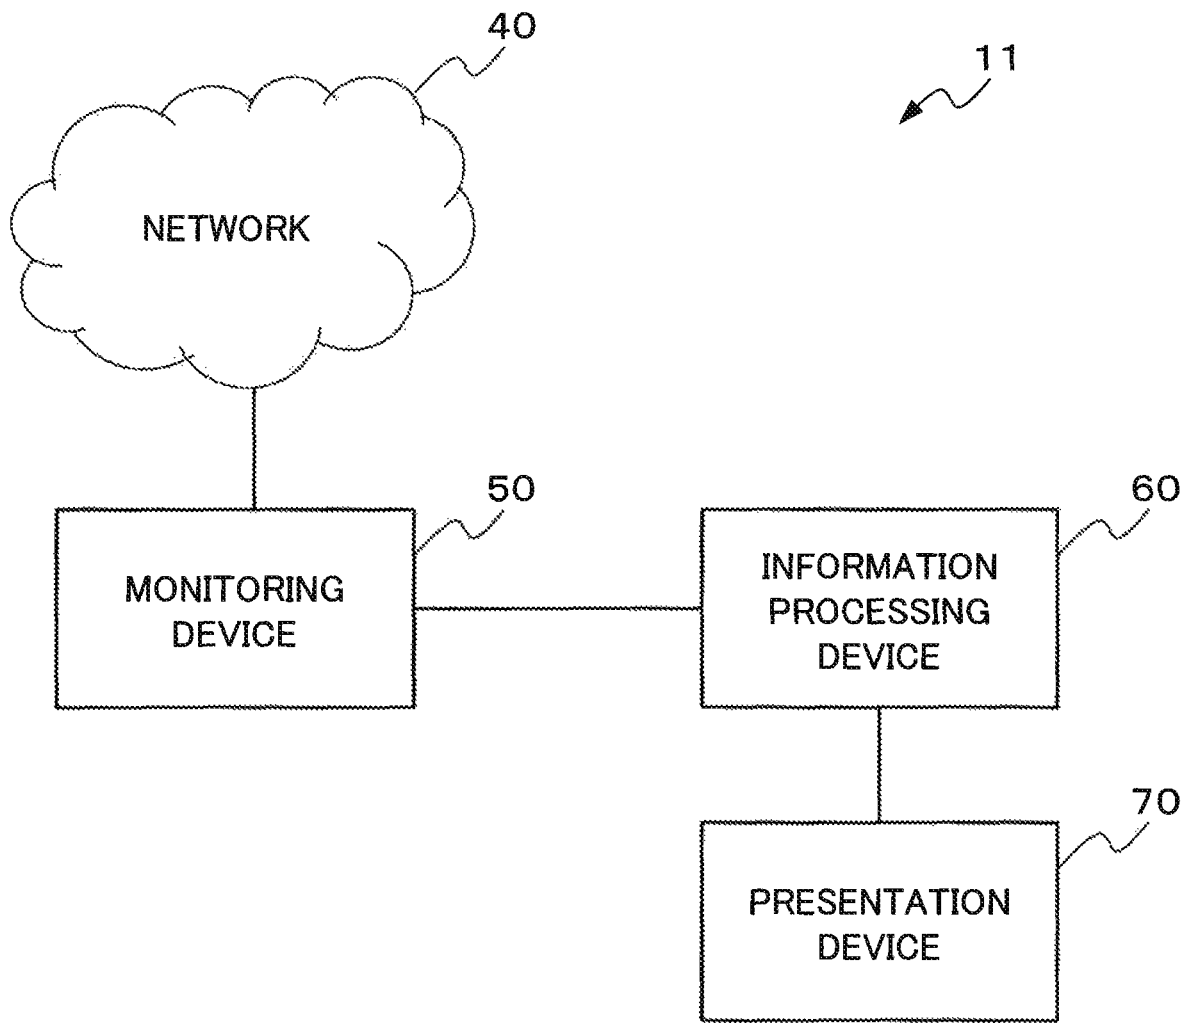 40
11
NETWORK
50
60
MONITORING
DEVICE
INFORMATION
PROCESSING
DEVICE
70
PRESENTATION
DEVICE